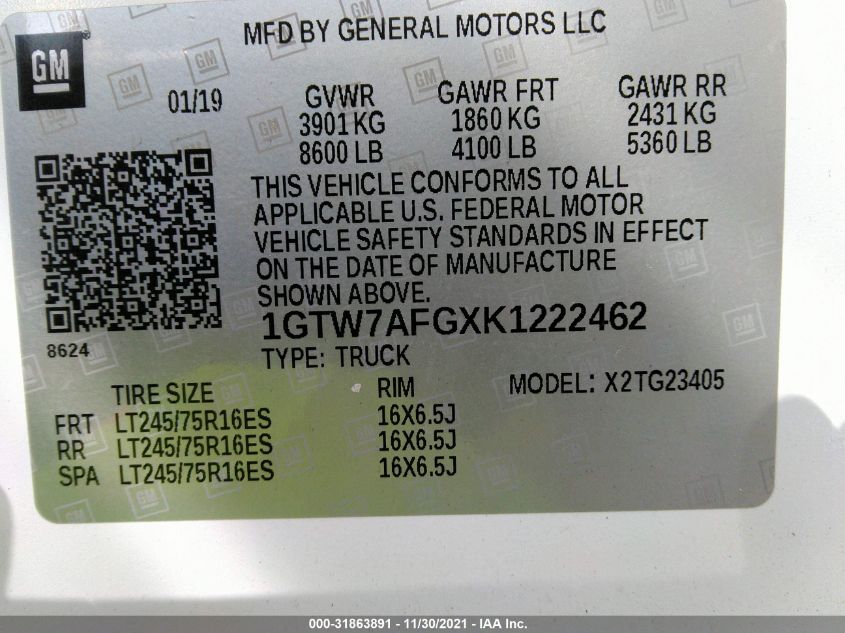 MFD BY GENERAL MOTORS LLC
GM®
01/19 GVWR GAWR FRT GAWR RR
3901 KG 1860 KG 2431 KG
8600 LB 4100 LB 5360 LB
THIS VEHICLE CONFORMS TO ALL
APPLICABLE U.S. FEDERAL MOTOR
VEHICLE SAFETY STANDARDS IN EFFECT
ON THE DATE OF MANUFACTURE
SHOWN ABOVE.
1GTW7AFGXK1222462
8624
TYPE: TRUCK
TIRE SIZE RIM MODEL: X2TG23405
FRT LT245/75R16ES 16X6.5J
RR LT245/75R16ES 16X6.5J
SPA LT245/75R16ES 16X6.5J
000-31863891 - 11/30/2021 - IAA Inc.